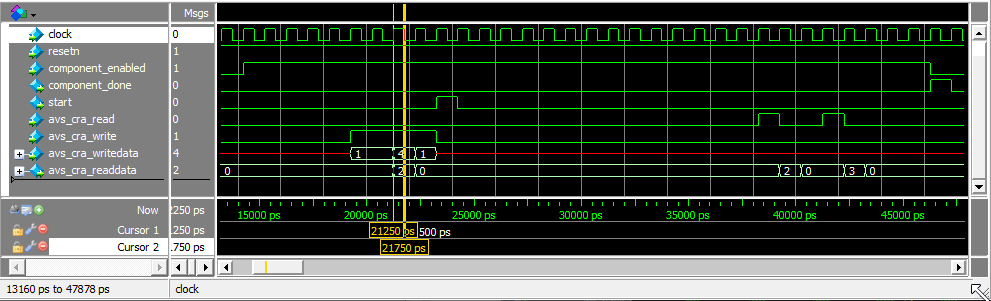 Msgs
clock 0
resetn 1
component_enabled 1
component_done 0
start 0
avs_cra_read 0
avs_cra_write 1
avs_cra_writedata 4 1 4 1
avs_cra_readdata 2 0 2 0 2 0 3 0
Now :250 ps 15000 ps 20000 ps 25000 ps 30000 ps 35000 ps 40000 ps 45000 ps
Cursor 1 :250 ps 21250 ps 500 ps
Cursor 2 .750 ps 21750 ps
13160 ps to 47878 ps clock